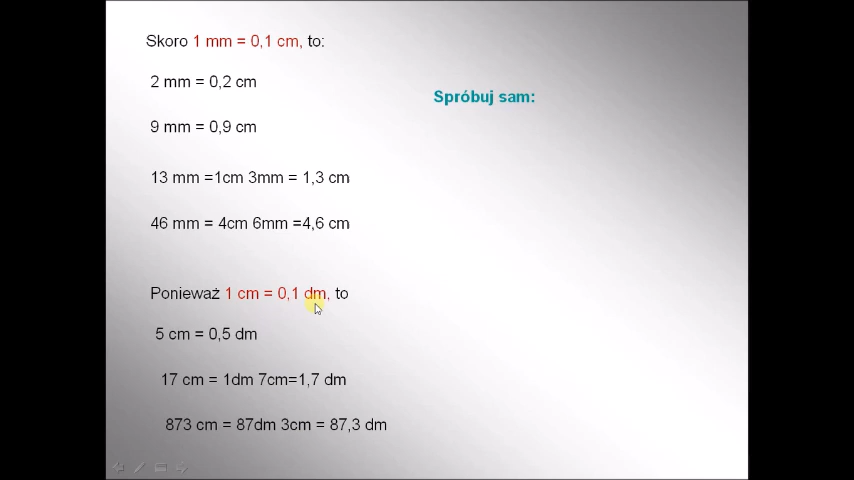 Skoro 1 mm = 0,1 cm, to:
2 mm = 0,2 cm
9 mm = 0,9 cm
13 mm =1cm 3mm = 1,3 cm
46 mm = 4cm 6mm =4,6 cm
Ponieważ 1 cm = 0,1 dm, to
5 cm = 0,5 dm
17 cm = 1dm 7cm=1,7 dm
873 cm = 87dm 3cm = 87,3 dm
Spróbuj sam: